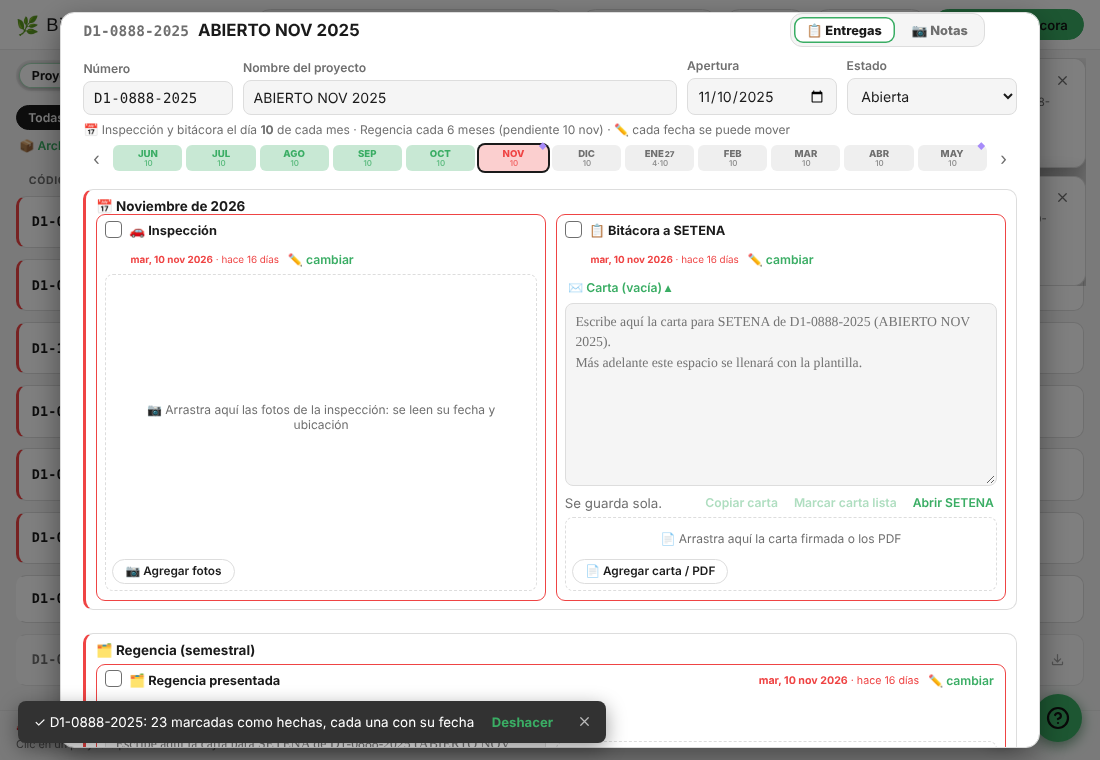 D1-0888-2025 ABIERTO NOV 2025
📋 Entregas
📷 Notas
Número
Nombre del proyecto
Apertura
Estado
D1-0888-2025
ABIERTO NOV 2025
11/10/2025
Abierta
📅 Inspección y bitácora el día 10 de cada mes · Regencia cada 6 meses (pendiente 10 nov) · ✏️ cada fecha se puede mover
‹
JUN
10
JUL
10
AGO
10
SEP
10
OCT
10
NOV
10
DIC
10
ENE27
4·10
FEB
10
MAR
10
ABR
10
MAY
10
›
📅 Noviembre de 2026
🚗 Inspección
mar, 10 nov 2026 · hace 16 días ✏️ cambiar
📷 Arrastra aquí las fotos de la inspección: se leen su fecha y
ubicación
📷 Agregar fotos
📋 Bitácora a SETENA
mar, 10 nov 2026 · hace 16 días ✏️ cambiar
✉️ Carta (vacía) ▴
Escribe aquí la carta para SETENA de D1-0888-2025 (ABIERTO NOV
2025).
Más adelante este espacio se llenará con la plantilla.
Se guarda sola.
Copiar carta
Marcar carta lista
Abrir SETENA
📄 Arrastra aquí la carta firmada o los PDF
📄 Agregar carta / PDF
🗂️ Regencia (semestral)
🗂️ Regencia presentada
mar, 10 nov 2026 · hace 16 días ✏️ cambiar
✓ D1-0888-2025: 23 marcadas como hechas, cada una con su fecha
Deshacer
✕